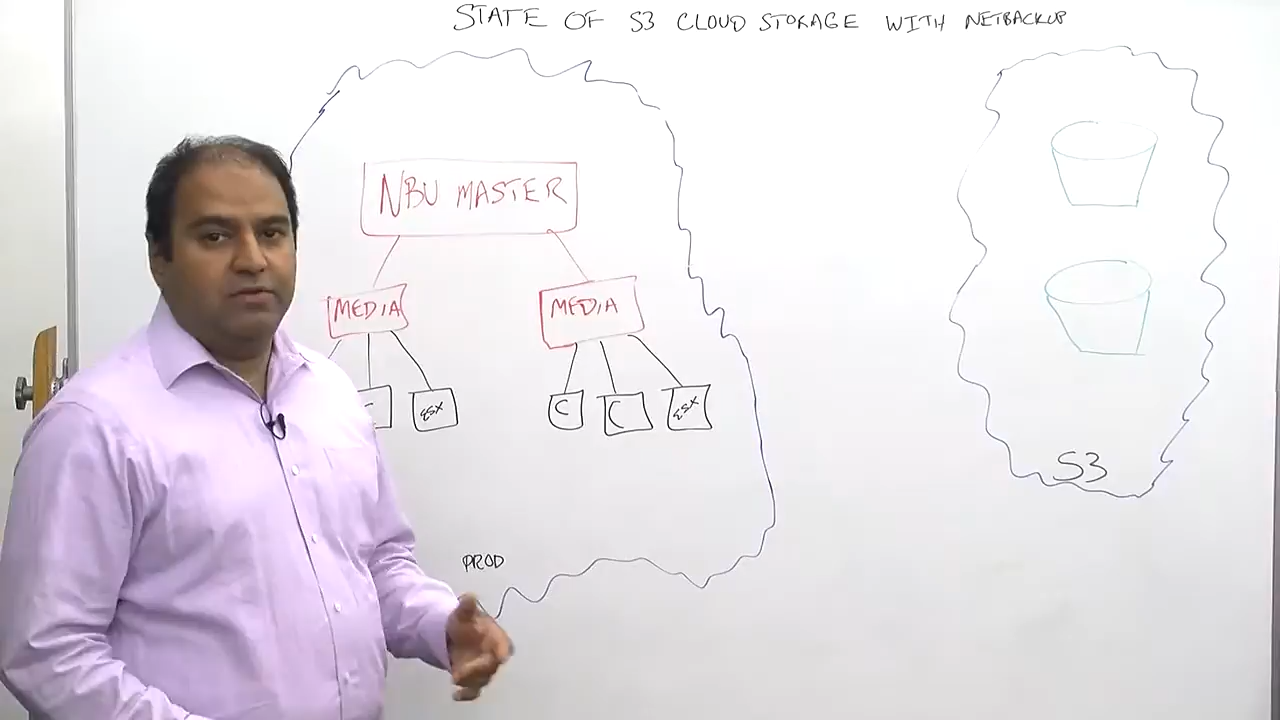 STATE OF S3 CLOUD STORAGE WITH NETBACKUP
NBU MASTER
MEDIA
MEDIA
ESX
C
C
ESX
S3
PROD